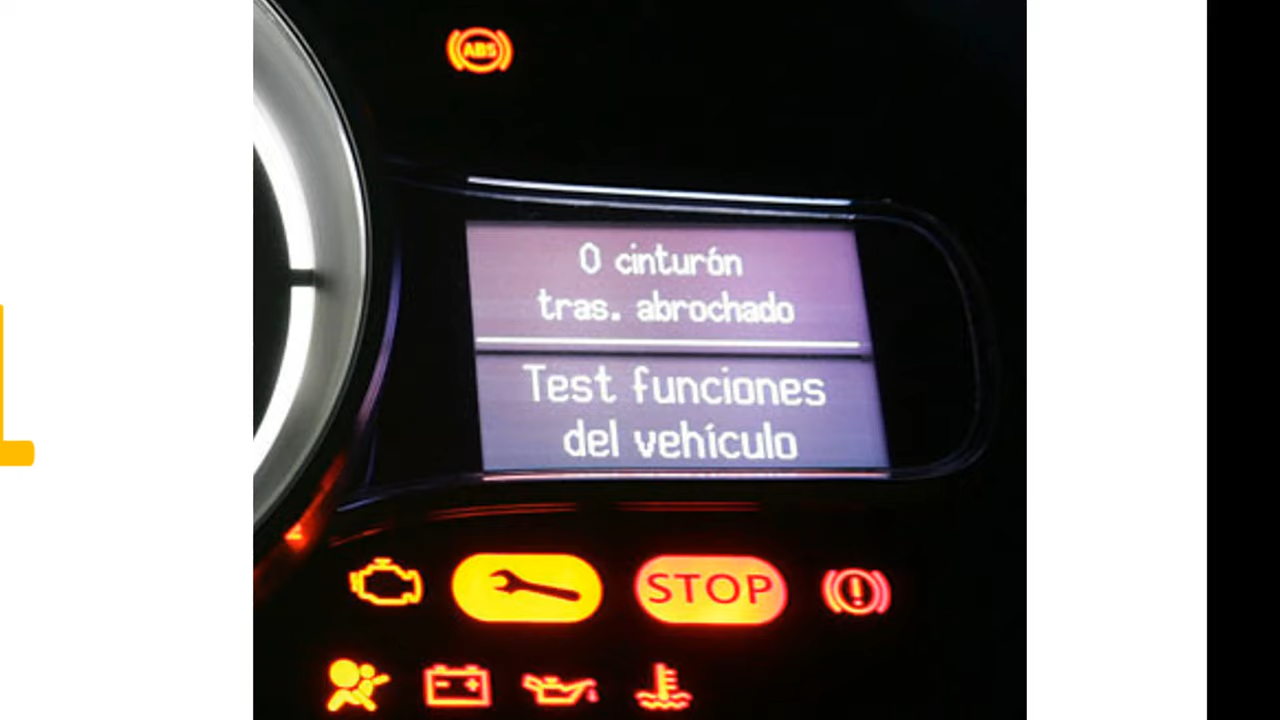 ABS
0 cinturón
tras. abrochado
Test funciones
del vehículo
STOP